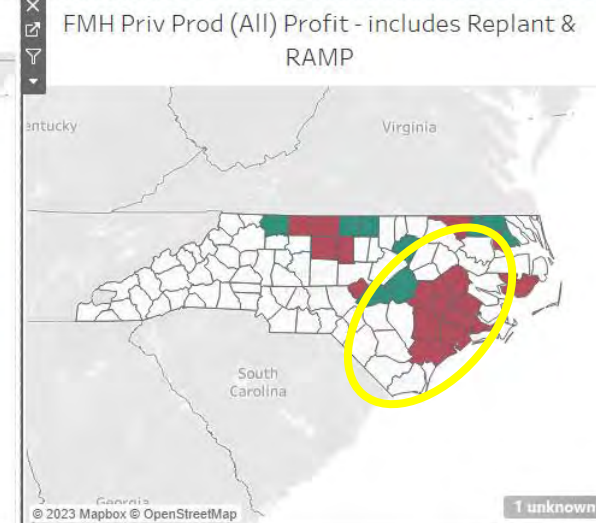 FMH Priv Prod (All) Profit - includes Replant &
RAMP
entucky
Virginia
South
Carolina
Georgia
© 2023 Mapbox © OpenStreetMap
1 unknown